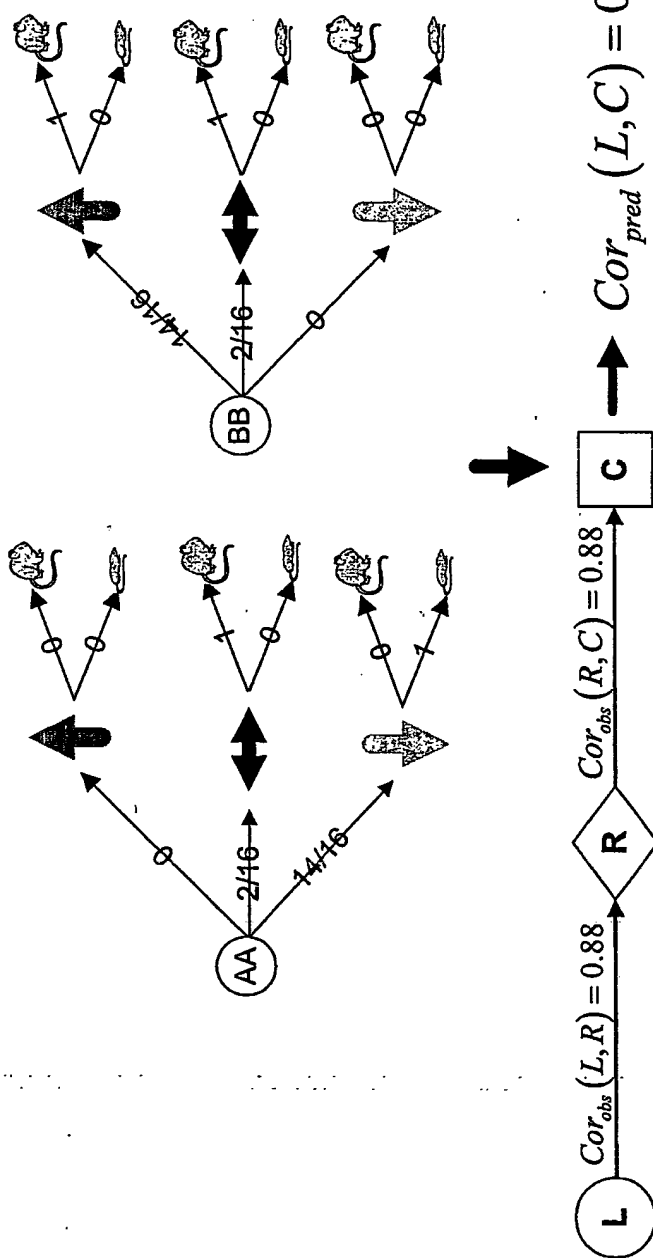 AA
0
2/16
14/16
0
0
1
0
0
1
BB
14/16
2/16
0
1
0
1
0
0
0
L
Cor_obs (L, R) = 0.88
R
Cor_obs (R, C) = 0.88
C
Cor_pred (L, C) = 0